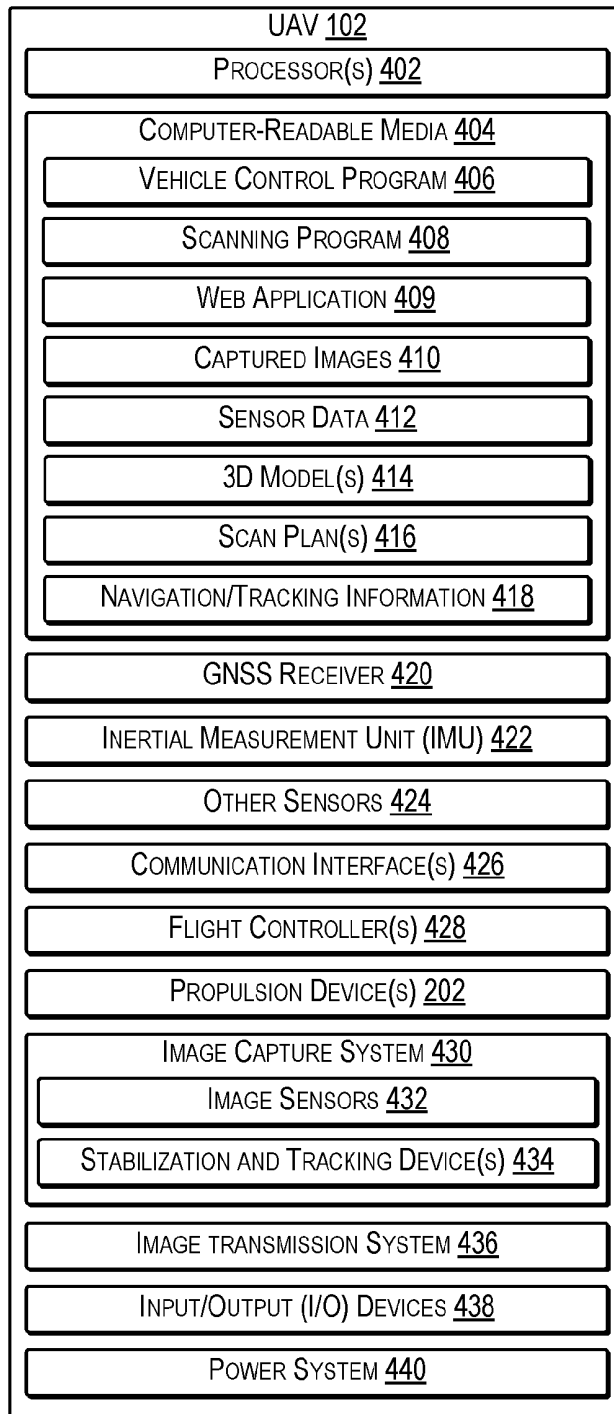 UAV 102
PROCESSOR(S) 402
COMPUTER-READABLE MEDIA 404
VEHICLE CONTROL PROGRAM 406
SCANNING PROGRAM 408
WEB APPLICATION 409
CAPTURED IMAGES 410
SENSOR DATA 412
3D MODEL(S) 414
SCAN PLAN(S) 416
NAVIGATION/TRACKING INFORMATION 418
GNSS RECEIVER 420
INERTIAL MEASUREMENT UNIT (IMU) 422
OTHER SENSORS 424
COMMUNICATION INTERFACE(S) 426
FLIGHT CONTROLLER(S) 428
PROPULSION DEVICE(S) 202
IMAGE CAPTURE SYSTEM 430
IMAGE SENSORS 432
STABILIZATION AND TRACKING DEVICE(S) 434
IMAGE TRANSMISSION SYSTEM 436
INPUT/OUTPUT (I/O) DEVICES 438
POWER SYSTEM 440